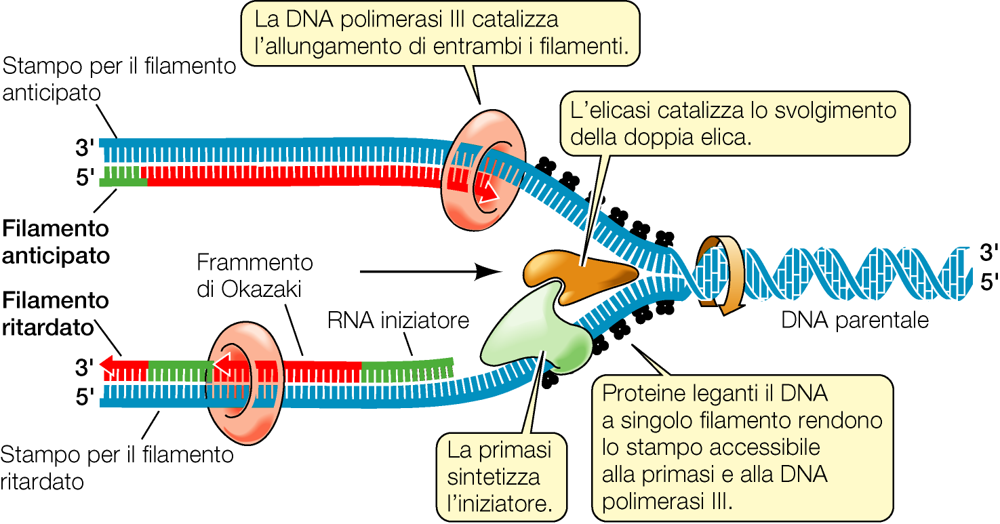 La DNA polimerasi III catalizza
l'allungamento di entrambi i filamenti.
Stampo per il filamento
anticipato
L'elicasi catalizza lo svolgimento
della doppia elica.
3'
5'
Filamento
anticipato
Frammento
di Okazaki
3'
5'
Filamento
ritardato
RNA iniziatore
DNA parentale
3'
5'
Proteine leganti il DNA
a singolo filamento rendono
lo stampo accessibile
alla primasi e alla DNA
polimerasi III.
La primasi
sintetizza
l'iniziatore.
Stampo per il filamento
ritardato